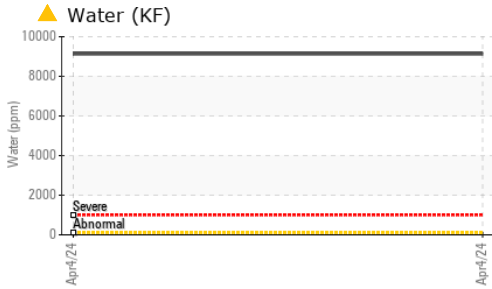 Water (KF)
10000
8000
6000
4000
2000
0
Water (ppm)
Severe
Abnormal
Apr4/24
Apr4/24